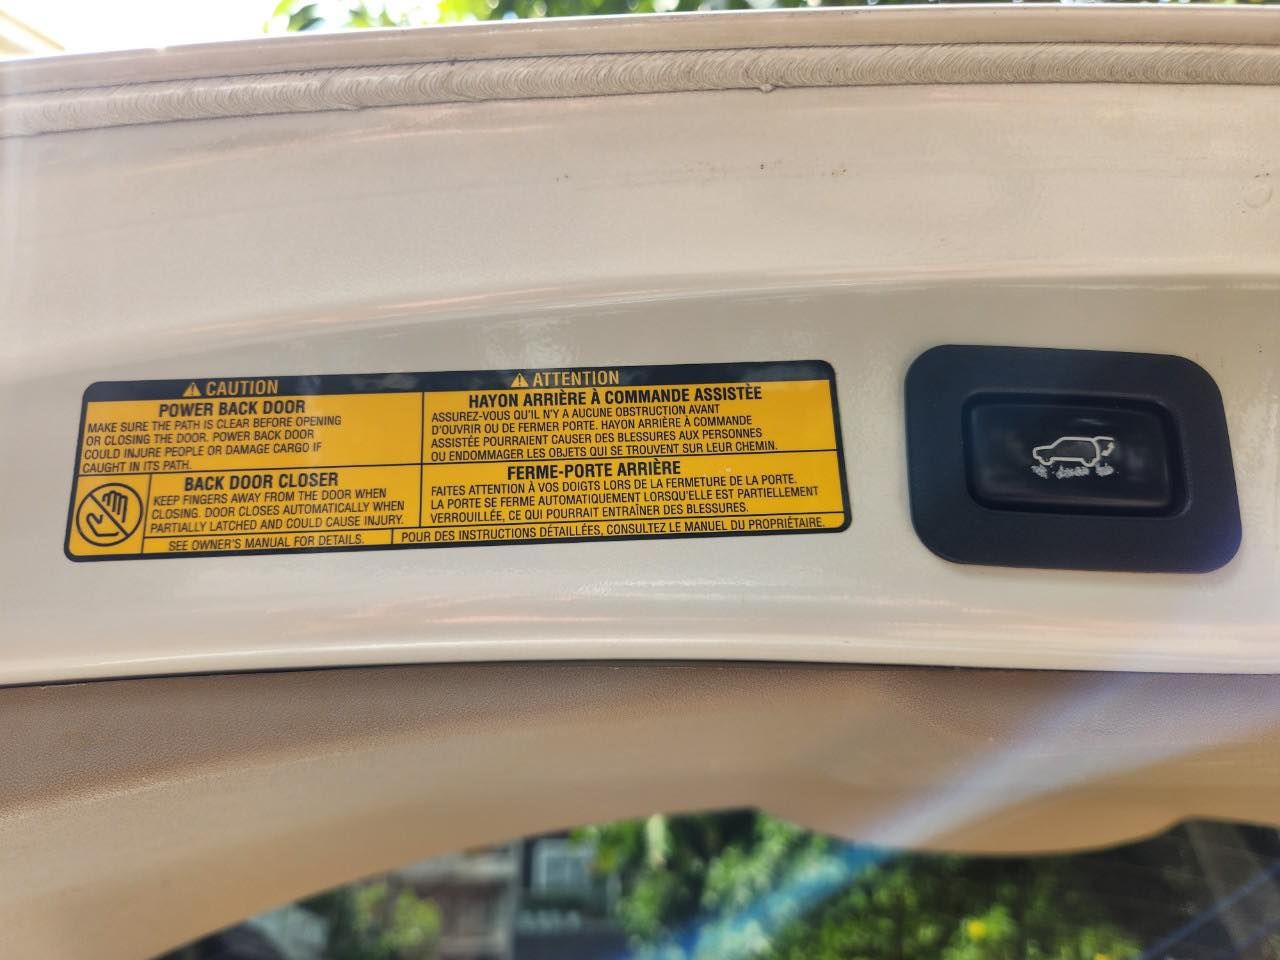 CAUTION
POWER BACK DOOR
MAKE SURE THE PATH IS CLEAR BEFORE OPENING
OR CLOSING THE DOOR. POWER BACK DOOR
COULD INJURE PEOPLE OR DAMAGE CARGO IF
CAUGHT IN ITS PATH.
BACK DOOR CLOSER
KEEP FINGERS AWAY FROM THE DOOR WHEN
CLOSING. DOOR CLOSES AUTOMATICALLY WHEN
PARTIALLY LATCHED AND COULD CAUSE INJURY.
SEE OWNER'S MANUAL FOR DETAILS.
ATTENTION
HAYON ARRIÈRE À COMMANDE ASSISTÈE
ASSUREZ-VOUS QU'IL N'Y A AUCUNE OBSTRUCTION AVANT
D'OUVRIR OU DE FERMER PORTE. HAYON ARRIÈRE À COMMANDE
ASSISTÉE POURRAIENT CAUSER DES BLESSURES AUX PERSONNES
OU ENDOMMAGER LES OBJETS QUI SE TROUVENT SUR LEUR CHEMIN.
FERME-PORTE ARRIÈRE
FAITES ATTENTION À VOS DOIGTS LORS DE LA FERMETURE DE LA PORTE.
LA PORTE SE FERME AUTOMATIQUEMENT LORSQU'ELLE EST PARTIELLEMENT
VERROUILLÉE, CE QUI POURRAIT ENTRAÎNER DES BLESSURES.
POUR DES INSTRUCTIONS DÉTAILLÉES, CONSULTEZ LE MANUEL DU PROPRIÉTAIRE.